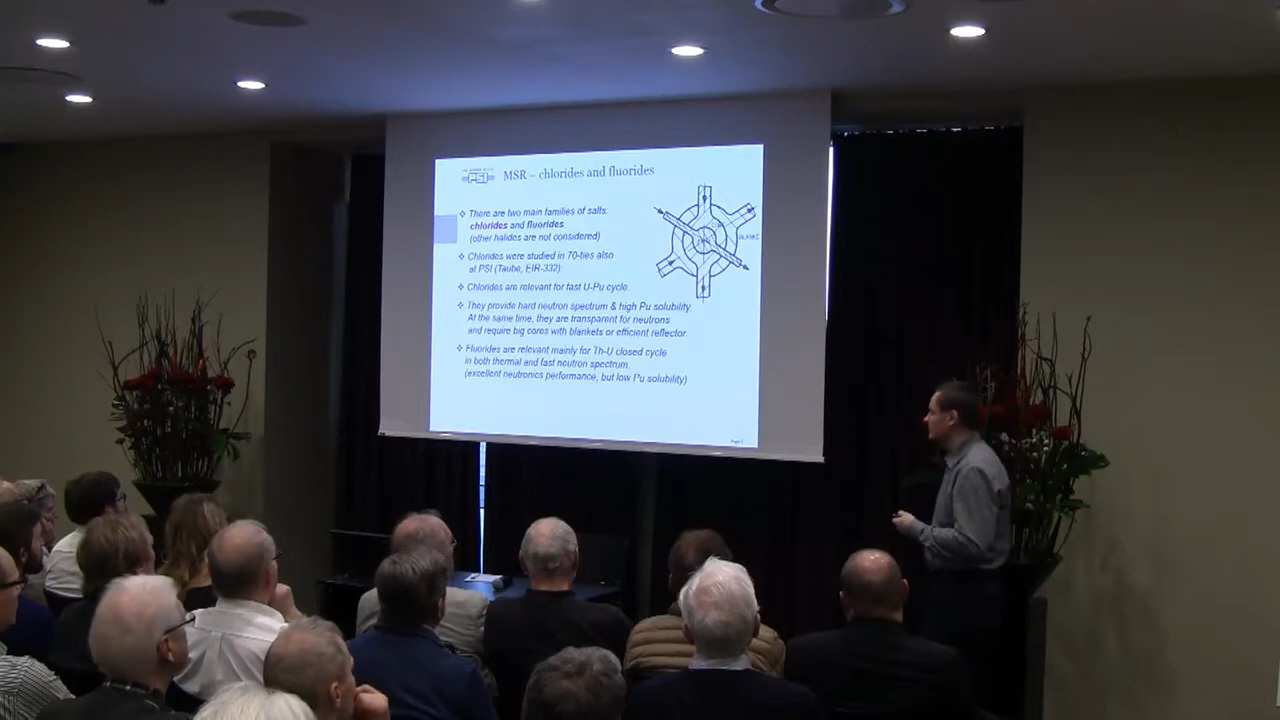 PSI
MSR – chlorides and fluorides
❖ There are two main families of salts:
chlorides and fluorides
(other halides are not considered)
❖ Chlorides were studied in 70-ties also
at PSI (Taube, EIR-332):
❖ Chlorides are relevant for fast U-Pu cycle.
❖ They provide hard neutron spectrum & high Pu solubility.
At the same time, they are transparent for neutrons
and require big cores with blankets or efficient reflector.
❖ Fluorides are relevant mainly for Th-U closed cycle
in both thermal and fast neutron spectrum.
(excellent neutronics performance, but low Pu solubility)
Page